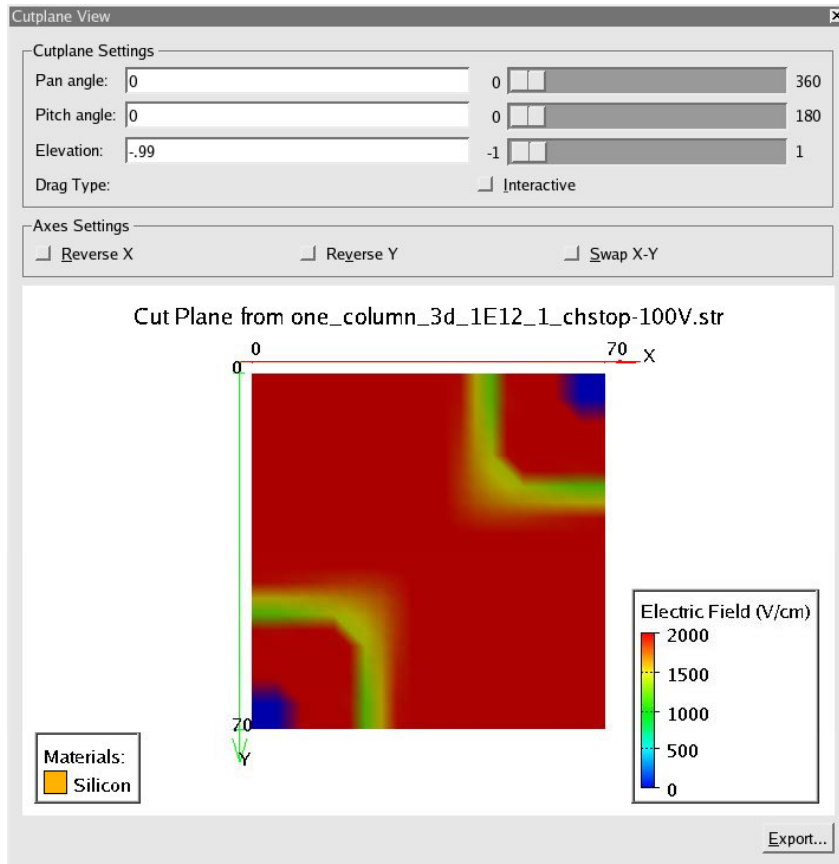 Cutplane View
Cutplane Settings
Pan angle: 0 0 360
Pitch angle: 0 0 180
Elevation: -.99 -1 1
Drag Type: Interactive
Axes Settings
Reverse X Reverse Y Swap X-Y
Cut Plane from one_column_3d_1E12_1_chstop-100V.str
0 70 X
0
70
Y
Electric Field (V/cm)
2000
1500
1000
500
0
Materials:
Silicon
Export...